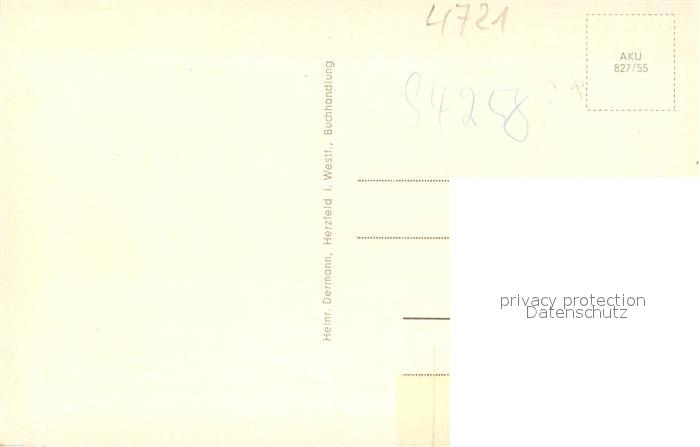 4721
AKU
827/55
S4258
Heinr. Dermann, Herzfeld i. Westf., Buchhandlung
privacy protection
Datenschutz